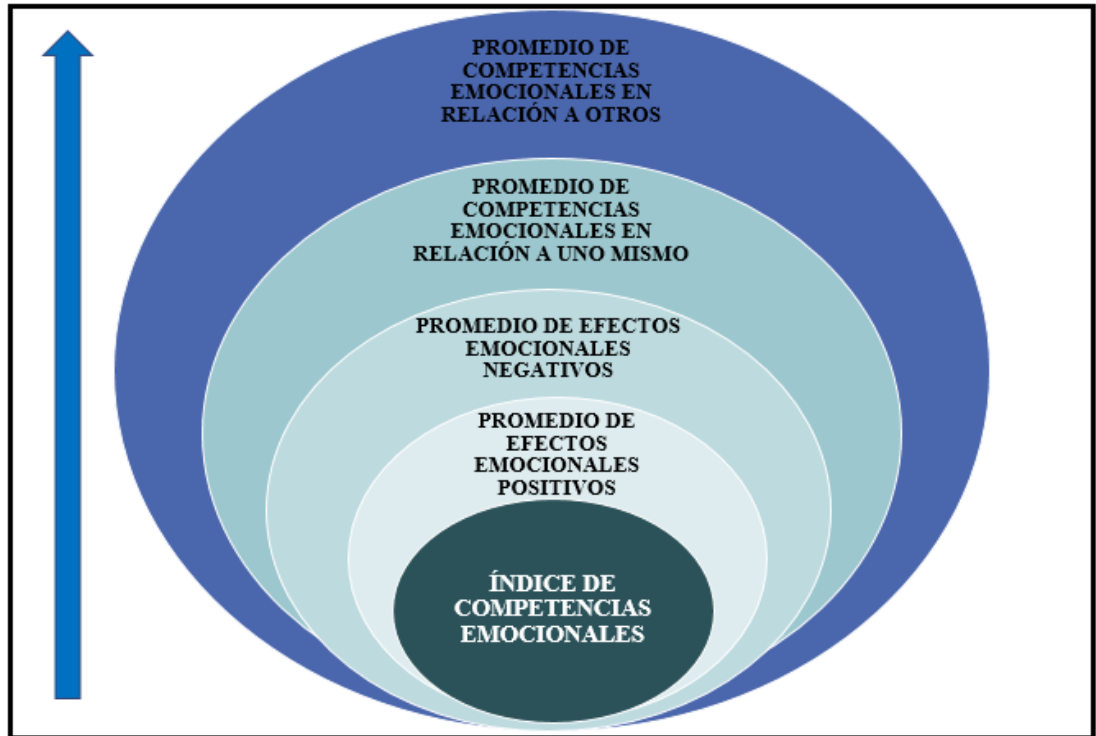 PROMEDIO DE
COMPETENCIAS
EMOCIONALES EN
RELACIÓN A OTROS
PROMEDIO DE
COMPETENCIAS
EMOCIONALES EN
RELACIÓN A UNO MISMO
PROMEDIO DE EFECTOS
EMOCIONALES
NEGATIVOS
PROMEDIO DE
EFECTOS
EMOCIONALES
POSITIVOS
ÍNDICE DE
COMPETENCIAS
EMOCIONALES